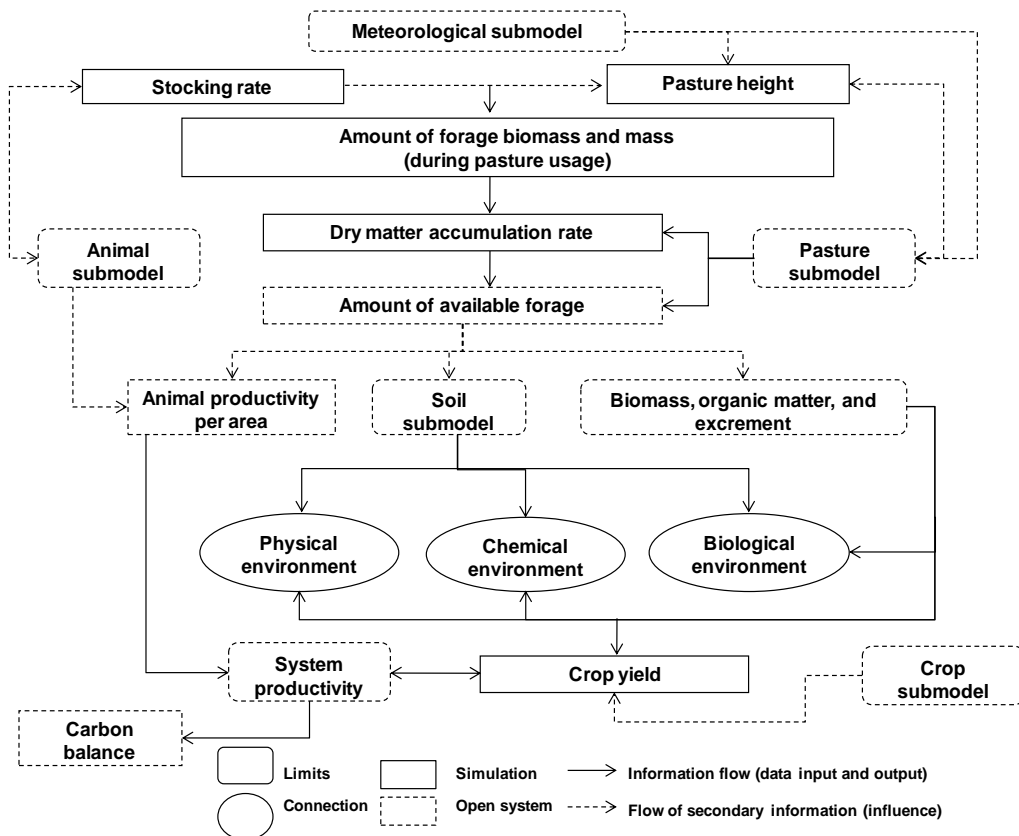 Meteorological submodel
Stocking rate
Pasture height
Amount of forage biomass and mass
(during pasture usage)
Dry matter accumulation rate
Animal
submodel
Pasture
submodel
Amount of available forage
Animal productivity
per area
Soil
submodel
Biomass, organic matter, and
excrement
Physical
environment
Chemical
environment
Biological
environment
System
productivity
Crop yield
Crop
submodel
Carbon
balance
Limits
Simulation
Information flow (data input and output)
Connection
Open system
Flow of secondary information (influence)